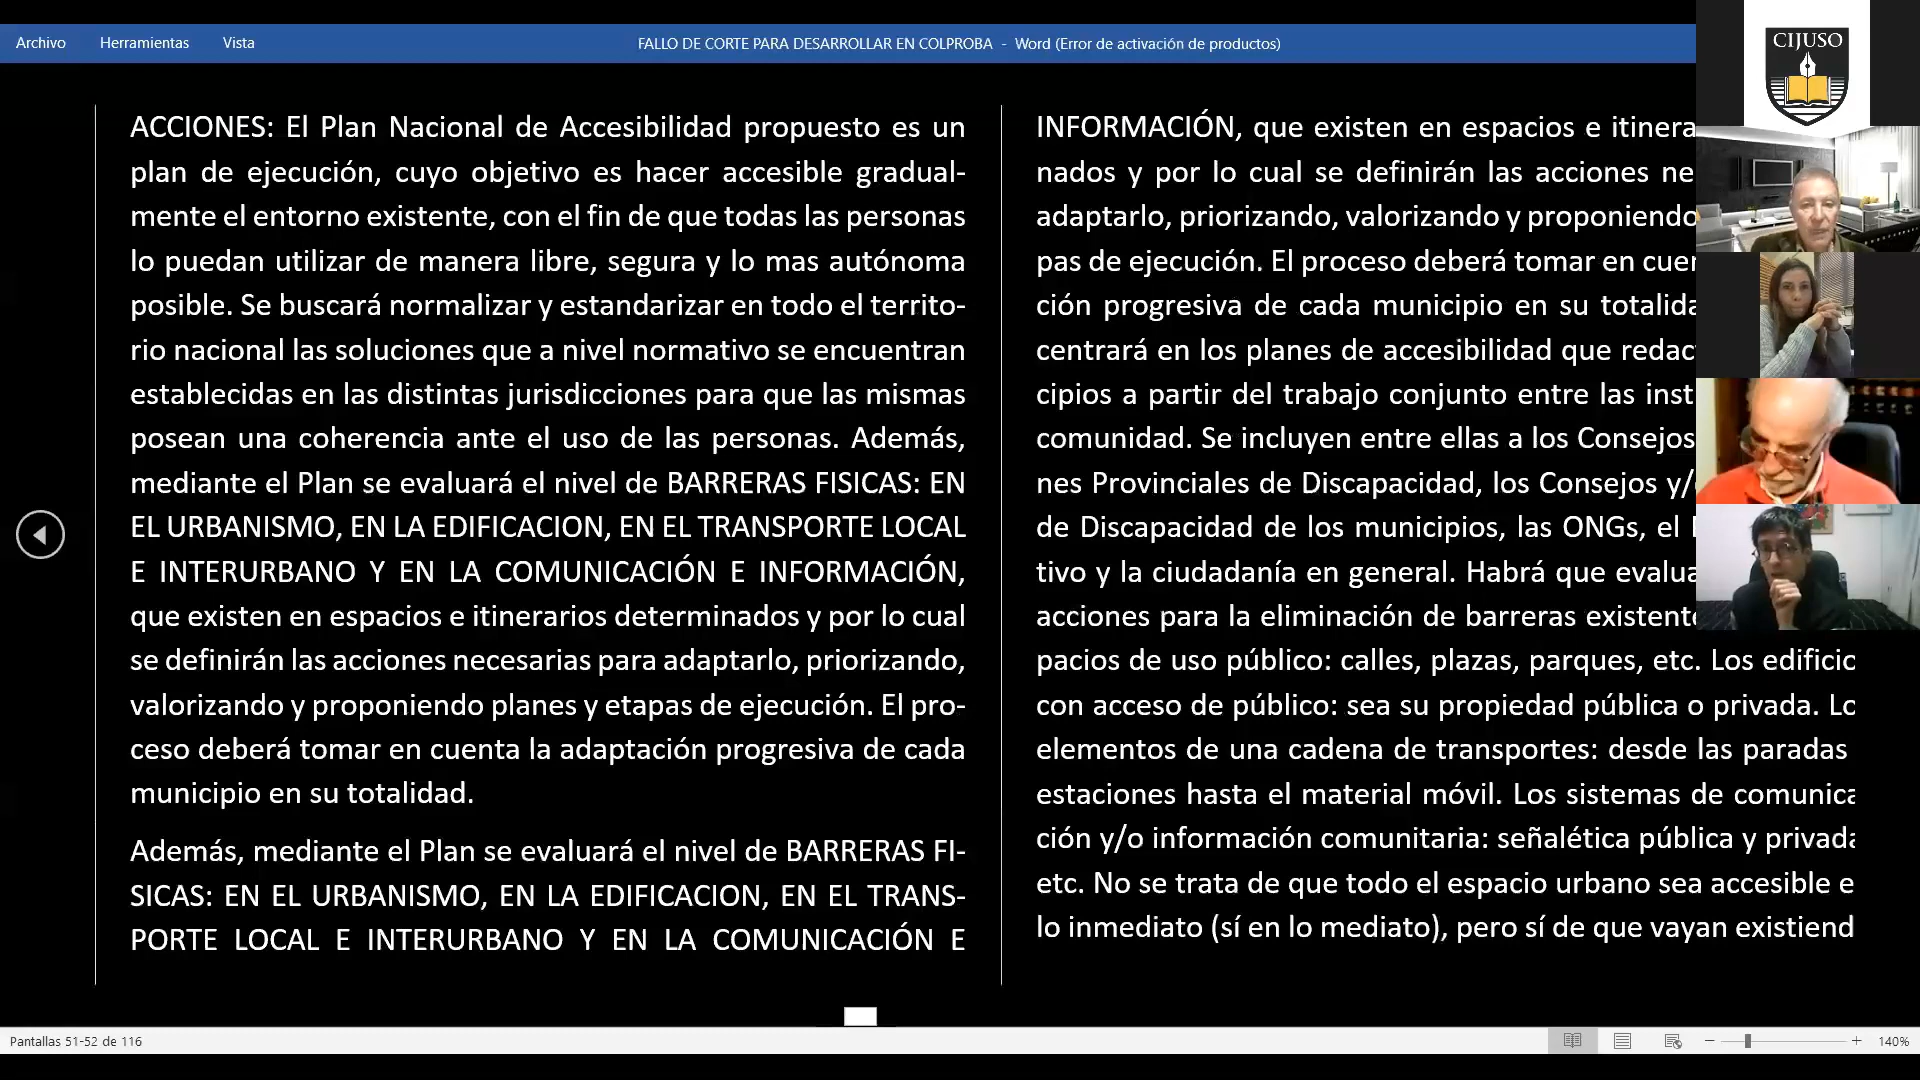 Archivo Herramientas Vista
FALLO DE CORTE PARA DESARROLLAR EN COLPROBA - Word (Error de activación de productos)
CIJUSO
ACCIONES: El Plan Nacional de Accesibilidad propuesto es un
plan de ejecución, cuyo objetivo es hacer accesible gradual-
mente el entorno existente, con el fin de que todas las personas
lo puedan utilizar de manera libre, segura y lo mas autónoma
posible. Se buscará normalizar y estandarizar en todo el territo-
rio nacional las soluciones que a nivel normativo se encuentran
establecidas en las distintas jurisdicciones para que las mismas
posean una coherencia ante el uso de las personas. Además,
mediante el Plan se evaluará el nivel de BARRERAS FISICAS: EN
EL URBANISMO, EN LA EDIFICACION, EN EL TRANSPORTE LOCAL
E INTERURBANO Y EN LA COMUNICACIÓN E INFORMACIÓN,
que existen en espacios e itinerarios determinados y por lo cual
se definirán las acciones necesarias para adaptarlo, priorizando,
valorizando y proponiendo planes y etapas de ejecución. El pro-
ceso deberá tomar en cuenta la adaptación progresiva de cada
municipio en su totalidad.
Además, mediante el Plan se evaluará el nivel de BARRERAS FI-
SICAS: EN EL URBANISMO, EN LA EDIFICACION, EN EL TRANS-
PORTE LOCAL E INTERURBANO Y EN LA COMUNICACIÓN E
INFORMACIÓN, que existen en espacios e itinera
nados y por lo cual se definirán las acciones ne
adaptarlo, priorizando, valorizando y proponiendo
pas de ejecución. El proceso deberá tomar en cuen
ción progresiva de cada municipio en su totalida
centrará en los planes de accesibilidad que redac
cipios a partir del trabajo conjunto entre las inst
comunidad. Se incluyen entre ellas a los Consejos
nes Provinciales de Discapacidad, los Consejos y/
de Discapacidad de los municipios, las ONGs, el
tivo y la ciudadanía en general. Habrá que evalua
acciones para la eliminación de barreras existente
pacios de uso público: calles, plazas, parques, etc. Los edificio
con acceso de público: sea su propiedad pública o privada. Lo
elementos de una cadena de transportes: desde las paradas
estaciones hasta el material móvil. Los sistemas de comunica
ción y/o información comunitaria: señalética pública y privada
etc. No se trata de que todo el espacio urbano sea accesible e
lo inmediato (sí en lo mediato), pero sí de que vayan existiend
Pantallas 51-52 de 116
140%